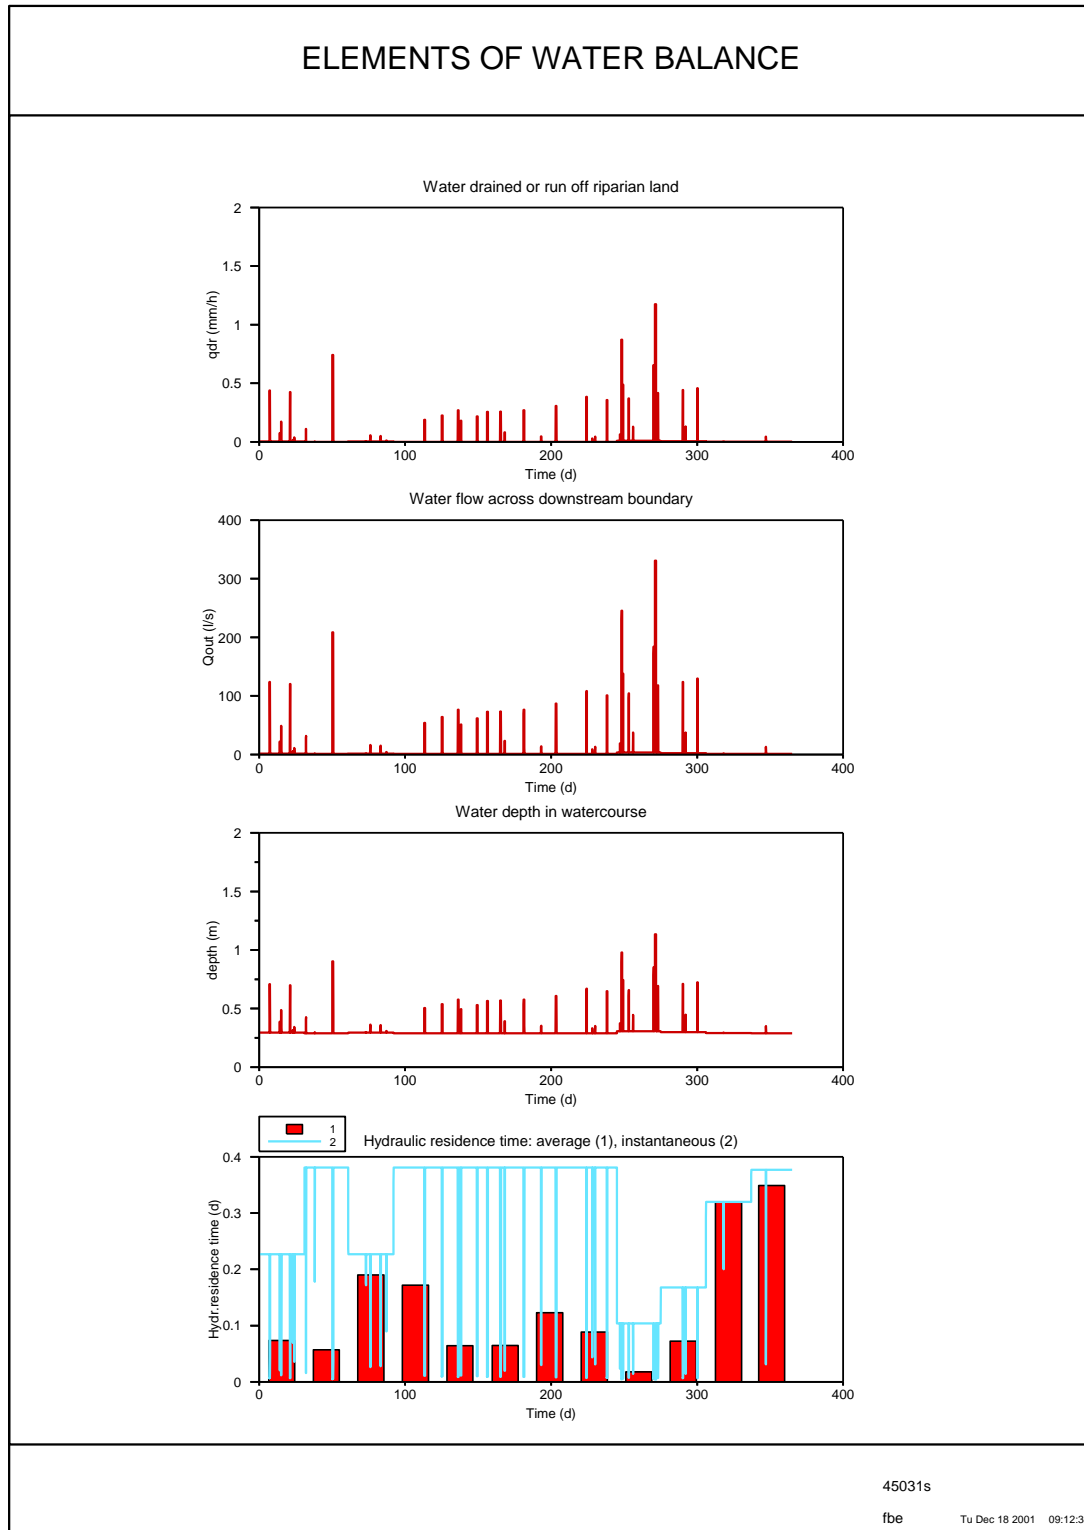 ELEMENTS OF WATER BALANCE
Water drained or run off riparian land
2
1.5
1
0.5
0
qdr (mm/h)
0 100 200 300 400
Time (d)
Water flow across downstream boundary
400
300
200
100
0
Qout (l/s)
0 100 200 300 400
Time (d)
Water depth in watercourse
2
1.5
1
0.5
0
depth (m)
0 100 200 300 400
Time (d)
1
2
Hydraulic residence time: average (1), instantaneous (2)
0.4
0.3
0.2
0.1
0
Hydr.residence time (d)
0 100 200 300 400
Time (d)
45031s
fbe Tu Dec 18 2001 09:12:3